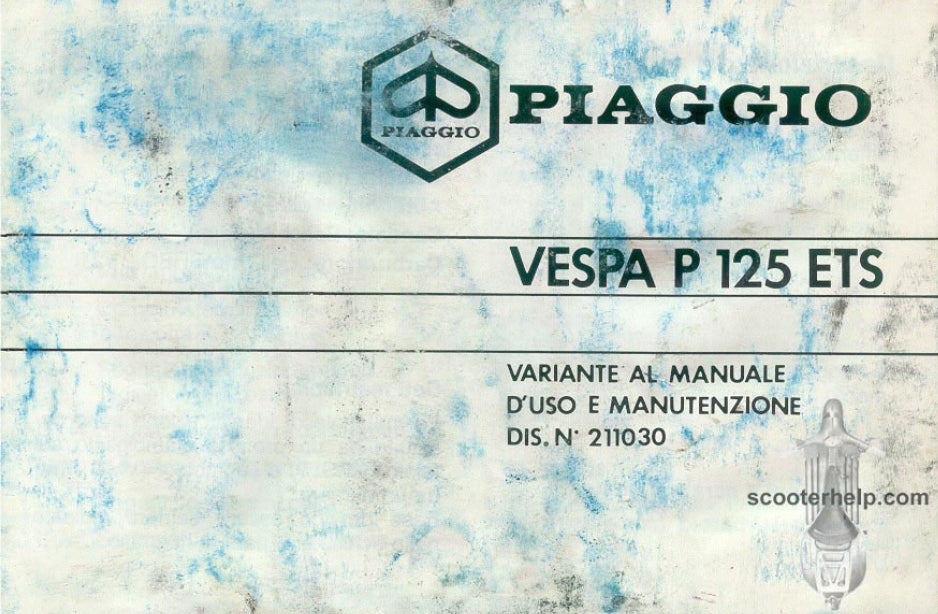 PIAGGIO
PIAGGIO
VESPA P 125 ETS
VARIANTE AL MANUALE
D'USO E MANUTENZIONE
DIS. N° 211030
scooterhelp.com